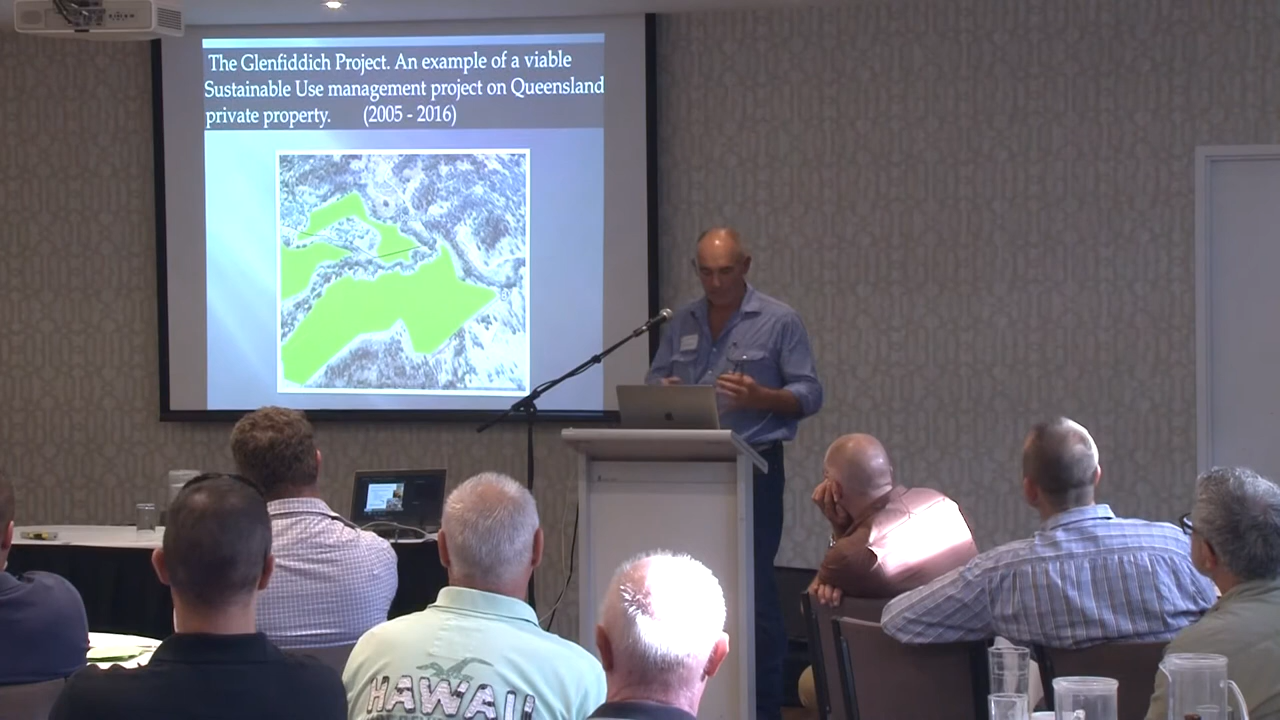 The Glenfiddich Project. An example of a viable
Sustainable Use management project on Queensland
private property. (2005 - 2016)
HAWAII